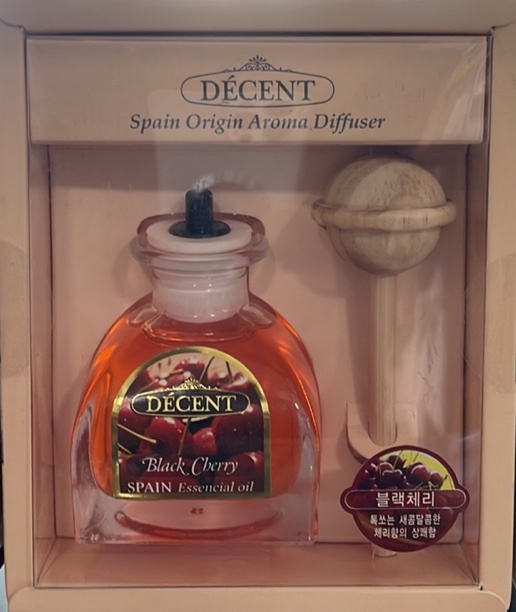 DÉCENT
Spain Origin Aroma Diffuser
DÉCENT
Black Cherry
SPAIN Essencial oil
블랙체리
톡쏘는 새콤달콤한
체리향의 상쾌함